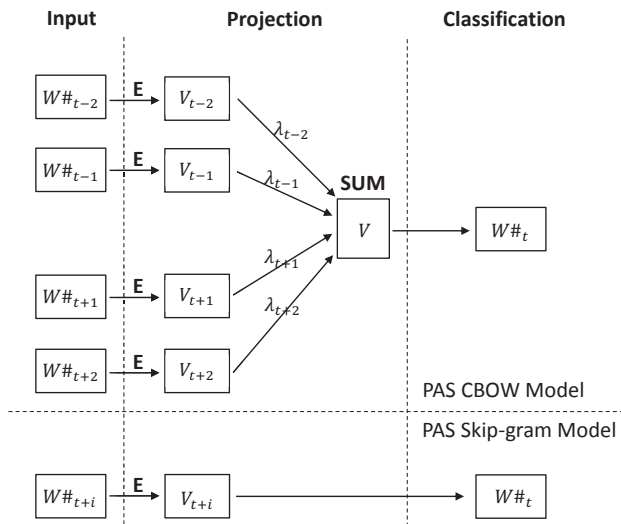 Input Projection Classification
W#ₜ₋₂ E Vₜ₋₂
λₜ₋₂
W#ₜ₋₁ E Vₜ₋₁ λₜ₋₁ SUM
V W#ₜ
λₜ₊₁
W#ₜ₊₁ E Vₜ₊₁
λₜ₊₂
W#ₜ₊₂ E Vₜ₊₂
PAS CBOW Model
PAS Skip-gram Model
W#ₜ₊ᵢ E Vₜ₊ᵢ W#ₜ